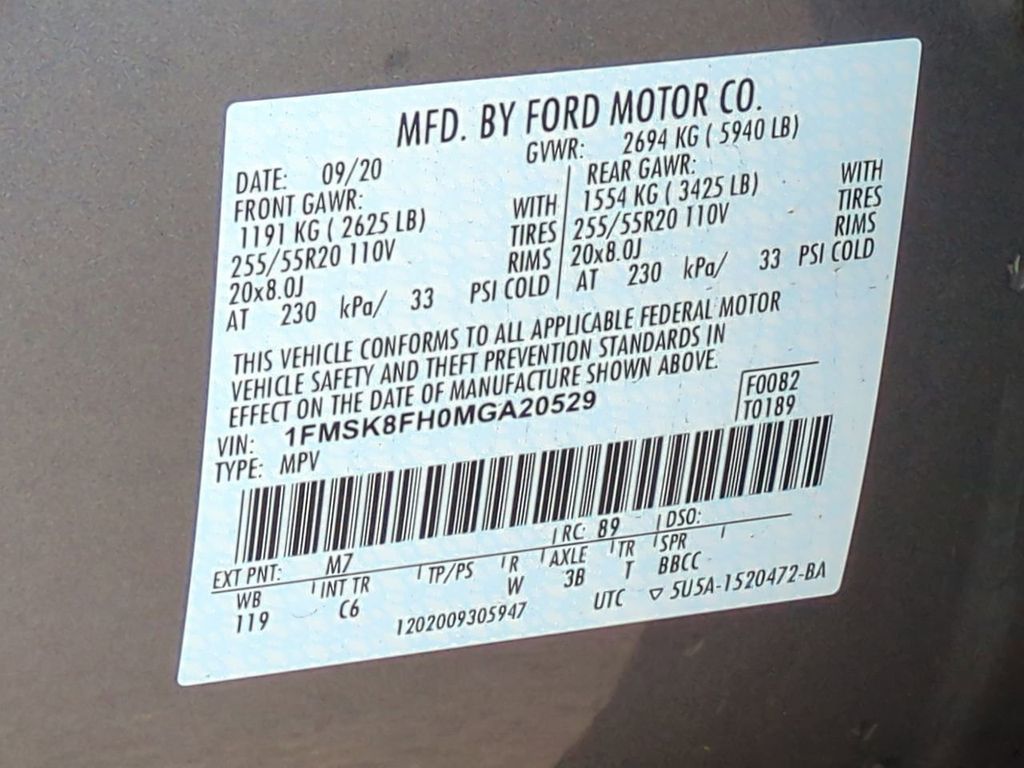 MFD. BY FORD MOTOR CO.
DATE: 09/20 GVWR: 2694 KG ( 5940 LB)
FRONT GAWR: REAR GAWR:
1191 KG ( 2625 LB) WITH 1554 KG ( 3425 LB) WITH
255/55R20 110V TIRES 255/55R20 110V TIRES
20x8.0J RIMS 20x8.0J RIMS
AT 230 kPa/ 33 PSI COLD AT 230 kPa/ 33 PSI COLD
THIS VEHICLE CONFORMS TO ALL APPLICABLE FEDERAL MOTOR
VEHICLE SAFETY AND THEFT PREVENTION STANDARDS IN
EFFECT ON THE DATE OF MANUFACTURE SHOWN ABOVE.
VIN: 1FMSK8FH0MGA20529
F0082
T0189
TYPE: MPV
EXT PNT: M7 RC: 89 DSO:
WB INT TR TP/PS R AXLE TR SPR
119 C6 W 3B T BBCC
1202009305947 UTC ▽ 5U5A-1520472-BA